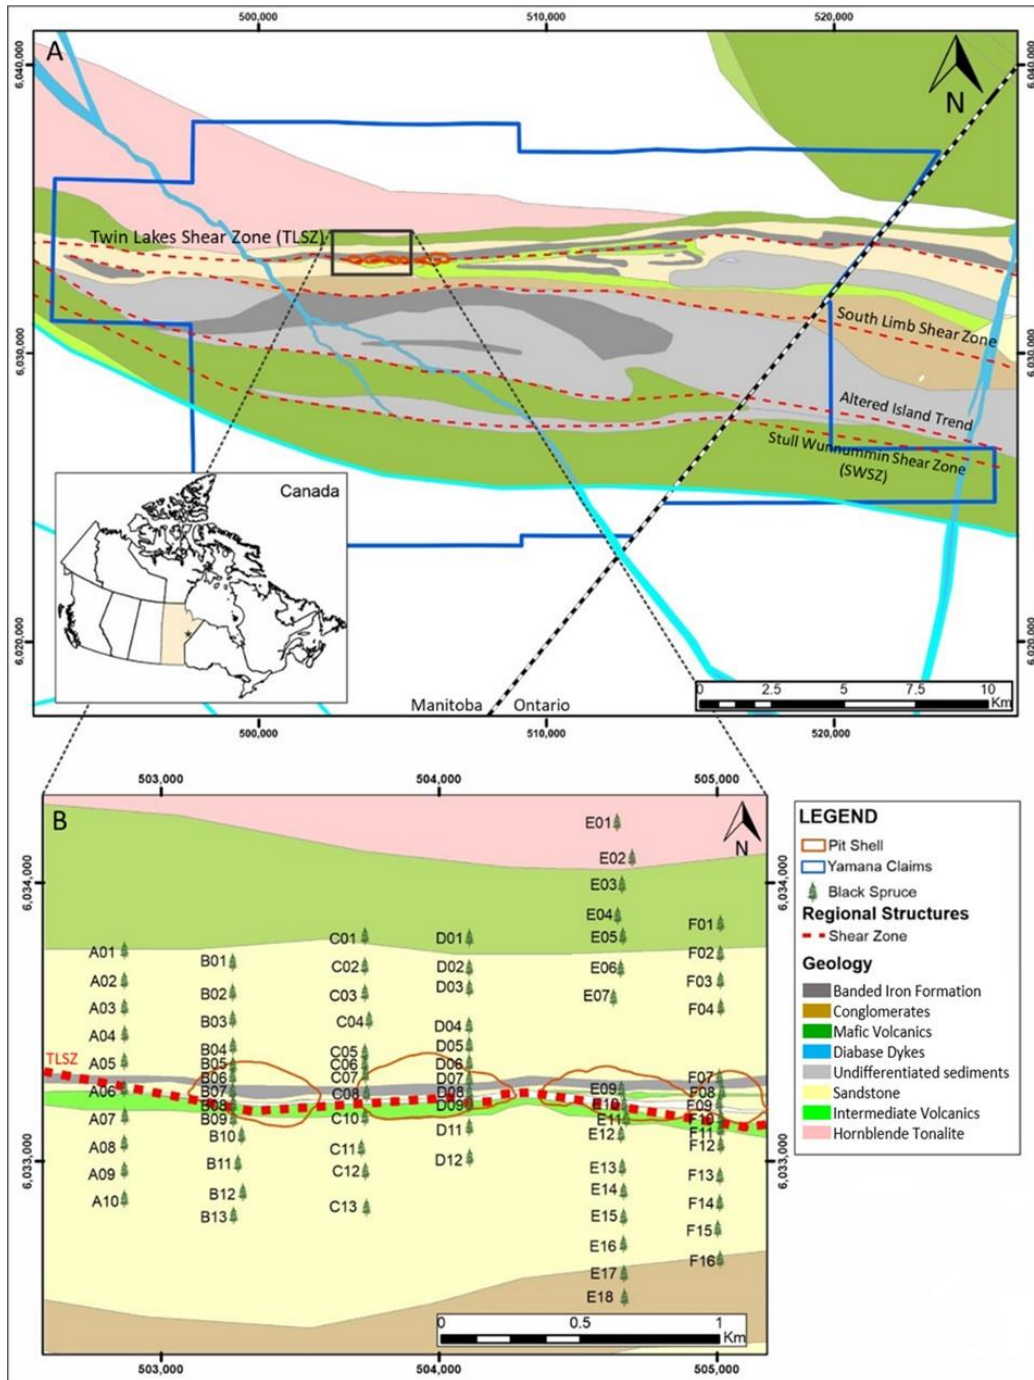 500,000
510,000
520,000
A
6,040,000
6,040,000
N
Twin Lakes Shear Zone (TLSZ)
South Limb Shear Zone
6,030,000
6,030,000
Altered Island Trend
Stull Wunnummin Shear Zone
(SWSZ)
Canada
6,020,000
6,020,000
0 2.5 5 7.5 10
Km
Manitoba Ontario
500,000
510,000
520,000
503,000
504,000
505,000
B
N
6,034,000
6,034,000
E01
E02
E03
E04
E05
E06
E07
F01
F02
F03
F04
A01
A02
A03
A04
A05
A06
A07
A08
A09
A10
B01
B02
B03
B04
B05
B06
B07
B08
B09
B10
B11
B12
B13
C01
C02
C03
C04
C05
C06
C07
C08
C10
C11
C12
C13
D01
D02
D03
D04
D05
D06
D07
D08
D09
D11
D12
E09
E10
E11
E12
E13
E14
E15
E16
E17
E18
F07
F08
F09
F10
F11
F12
F13
F14
F15
F16
TLSZ
6,033,000
6,033,000
0 0.5 1
Km
503,000
504,000
505,000
LEGEND
Pit Shell
Yamana Claims
Black Spruce
Regional Structures
Shear Zone
Geology
Banded Iron Formation
Conglomerates
Mafic Volcanics
Diabase Dykes
Undifferentiated sediments
Sandstone
Intermediate Volcanics
Hornblende Tonalite